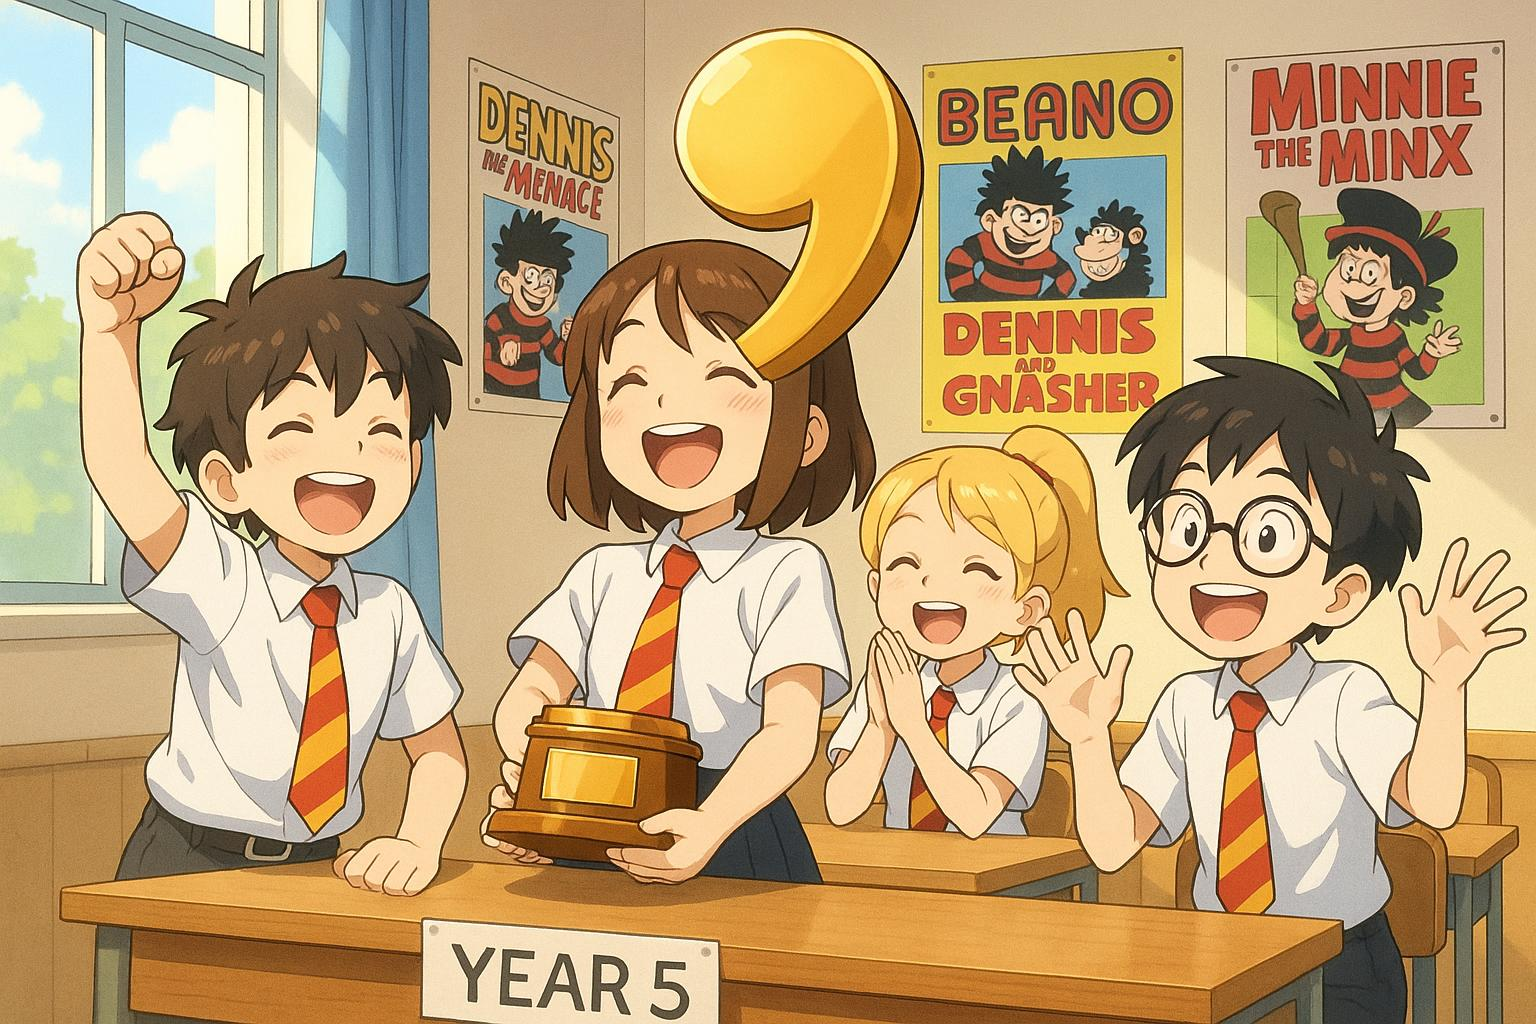 DENNIS
THE MENACE
BEANO
DENNIS
AND
GNASHER
MINNIE
THE MINX
YEAR 5